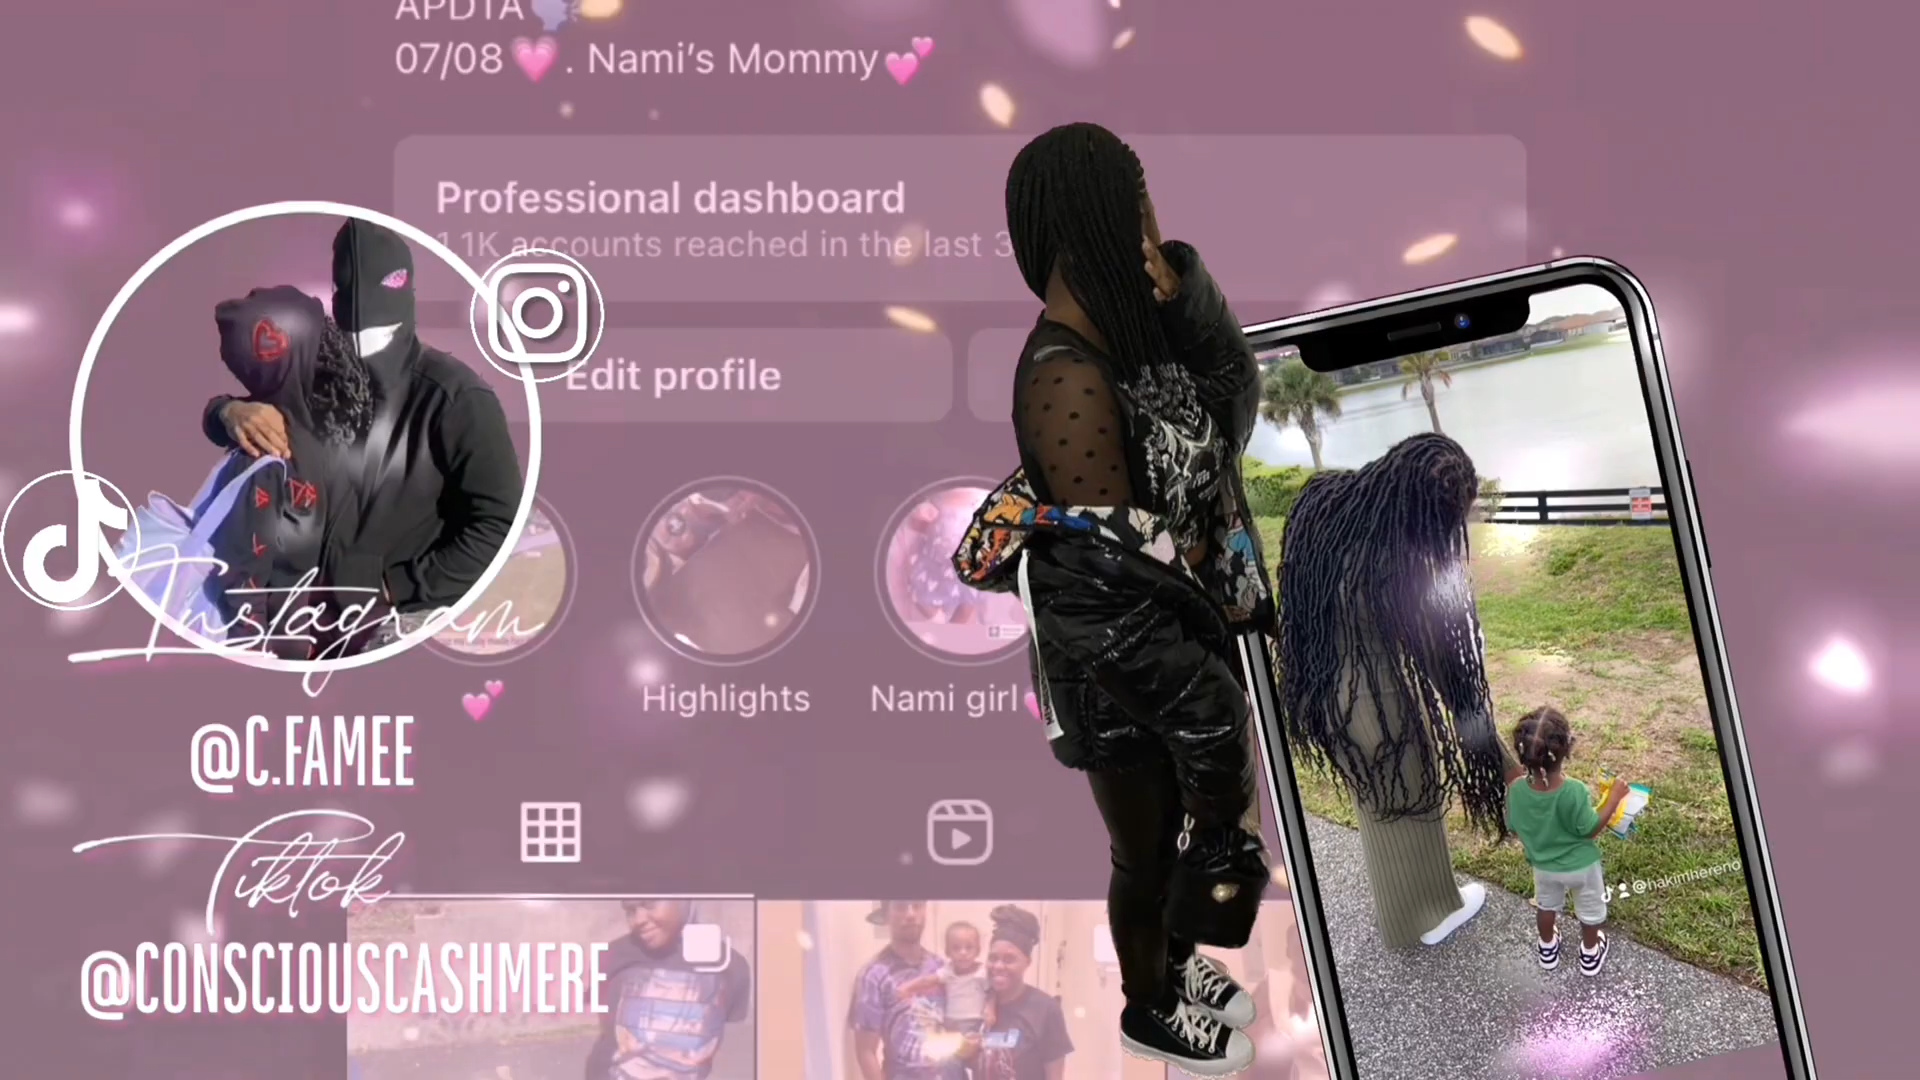 APDTA🗣️
07/08💗. Nami's Mommy💕
Professional dashboard
1.1K accounts reached in the last 3
Edit profile
Instagram
💕
Highlights
Nami girl
@C.FAMEE
Tiktok
@CONSCIOUSCASHMERE
@hakimhereno